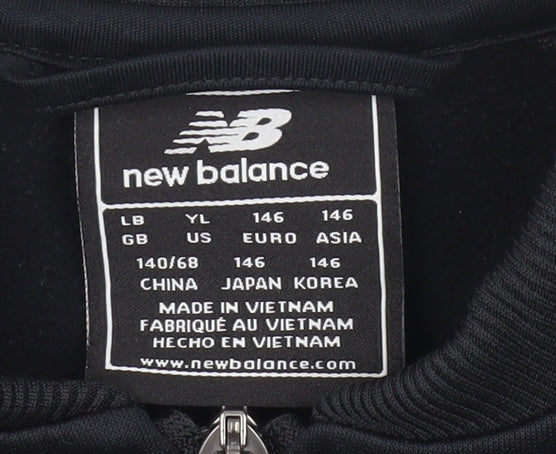 NB
new balance
LB YL 146 146
GB US EURO ASIA
140/68 146 146
CHINA JAPAN KOREA
MADE IN VIETNAM
FABRIQUÉ AU VIETNAM
HECHO EN VIETNAM
www.newbalance.com